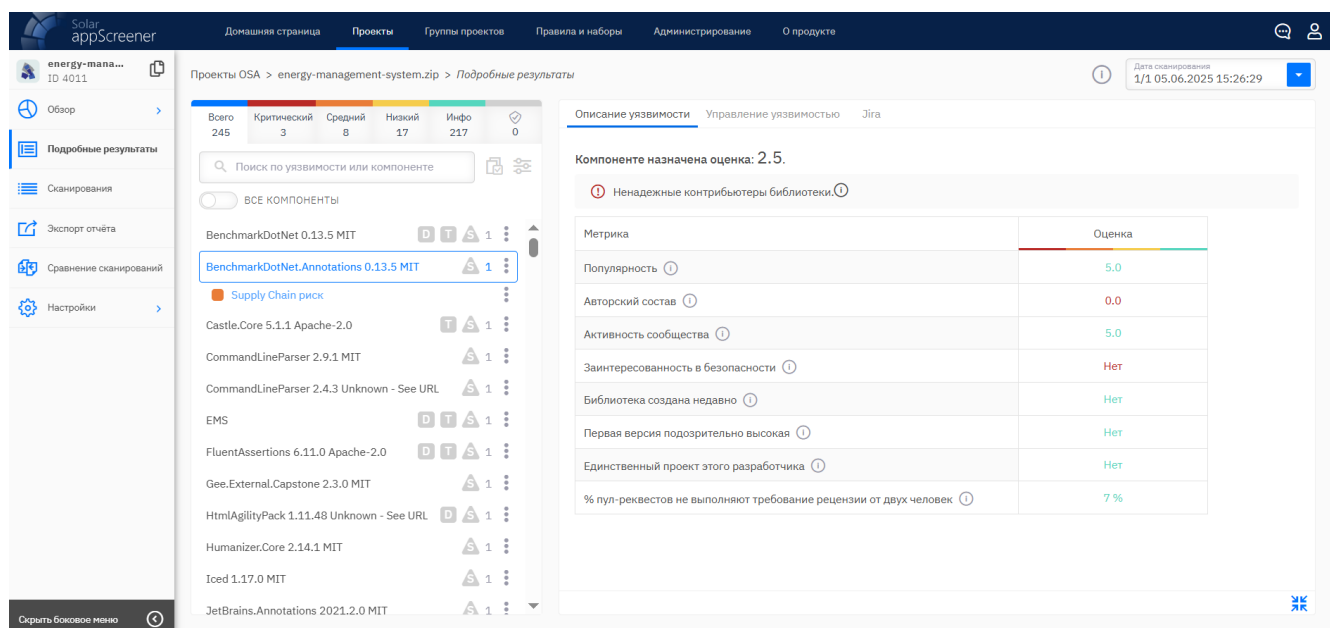 Solar appScreener
Домашняя страница Проекты Группы проектов Правила и наборы Администрирование О продукте
energy-mana...
ID 4011
Обзор
Подробные результаты
Сканирования
Экспорт отчёта
Сравнение сканирований
Настройки
Скрыть боковое меню
Проекты OSA > energy-management-system.zip > Подробные результаты
Дата сканирования
1/1 05.06.2025 15:26:29
Всего Критический Средний Низкий Инфо
245 3 8 17 217 0
Поиск по уязвимости или компоненте
ВСЕ КОМПОНЕНТЫ
BenchmarkDotNet 0.13.5 MIT D T S 1
BenchmarkDotNet.Annotations 0.13.5 MIT S 1
Supply Chain риск
Castle.Core 5.1.1 Apache-2.0 T S 1
CommandLineParser 2.9.1 MIT S 1
CommandLineParser 2.4.3 Unknown - See URL S 1
EMS D T S 1
FluentAssertions 6.11.0 Apache-2.0 D T S 1
Gee.External.Capstone 2.3.0 MIT S 1
HtmlAgilityPack 1.11.48 Unknown - See URL D S 1
Humanizer.Core 2.14.1 MIT S 1
Iced 1.17.0 MIT S 1
JetBrains.Annotations 2021.2.0 MIT S 1
Описание уязвимости Управление уязвимостью Jira
Компоненте назначена оценка: 2.5.
Ненадежные контрибьютеры библиотеки.
Метрика Оценка
Популярность 5.0
Авторский состав 0.0
Активность сообщества 5.0
Заинтересованность в безопасности Нет
Библиотека создана недавно Нет
Первая версия подозрительно высокая Нет
Единственный проект этого разработчика Нет
% пул-реквестов не выполняют требование рецензии от двух человек 7 %